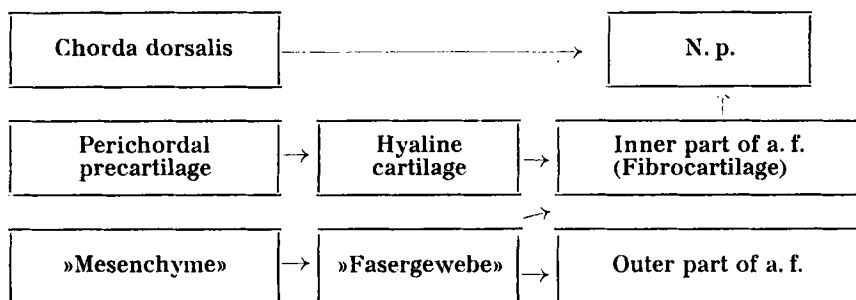 Chorda dorsalis
N. p.
Perichordal
precartilage
Hyaline
cartilage
Inner part of a. f.
(Fibrocartilage)
»Mesenchyme»
»Fasergewebe»
Outer part of a. f.